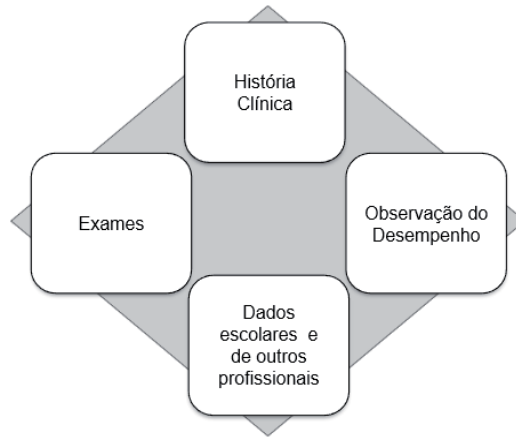 História
Clínica
Exames
Observação do
Desempenho
Dados
escolares e
de outros
profissionais